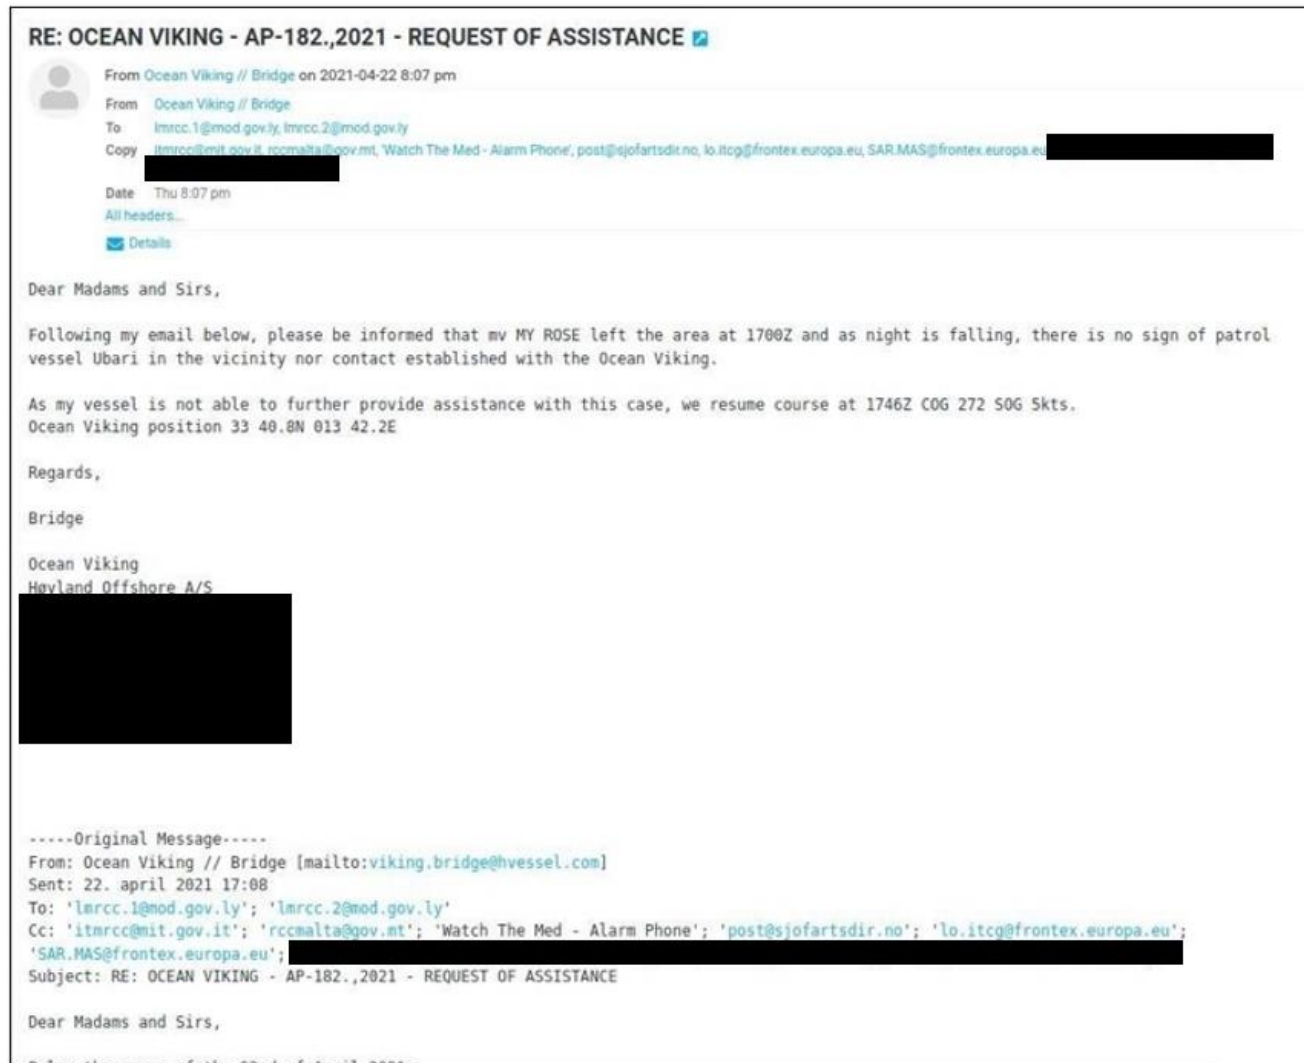 RE: OCEAN VIKING - AP-182.,2021 - REQUEST OF ASSISTANCE
From Ocean Viking // Bridge on 2021-04-22 8:07 pm
From Ocean Viking // Bridge
To lmrcc.1@mod.gov.ly, lmrcc.2@mod.gov.ly
Copy itmrcc@mit.gov.it, rccmalta@gov.mt, 'Watch The Med - Alarm Phone', post@sjofartsdir.no, lo.itcg@frontex.europa.eu, SAR.MAS@frontex.europa.eu
Date Thu 8:07 pm
All headers...
Details
Dear Madams and Sirs,
Following my email below, please be informed that mv MY ROSE left the area at 1700Z and as night is falling, there is no sign of patrol
vessel Ubari in the vicinity nor contact established with the Ocean Viking.
As my vessel is not able to further provide assistance with this case, we resume course at 1746Z COG 272 SOG 5kts.
Ocean Viking position 33 40.8N 013 42.2E
Regards,
Bridge
Ocean Viking
Høyland Offshore A/S
-----Original Message-----
From: Ocean Viking // Bridge [mailto:viking.bridge@hvessel.com]
Sent: 22. april 2021 17:08
To: 'lmrcc.1@mod.gov.ly'; 'lmrcc.2@mod.gov.ly'
Cc: 'itmrcc@mit.gov.it'; 'rccmalta@gov.mt'; 'Watch The Med - Alarm Phone'; 'post@sjofartsdir.no'; 'lo.itcg@frontex.europa.eu';
'SAR.MAS@frontex.europa.eu';
Subject: RE: OCEAN VIKING - AP-182.,2021 - REQUEST OF ASSISTANCE
Dear Madams and Sirs,